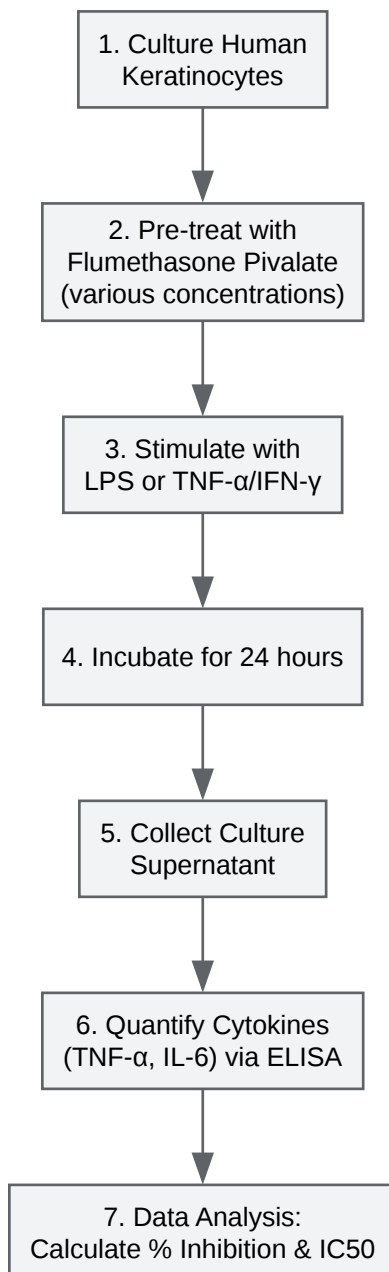 1. Culture Human
Keratinocytes
2. Pre-treat with
Flumethasone Pivalate
(various concentrations)
3. Stimulate with
LPS or TNF-α/IFN-γ
4. Incubate for 24 hours
5. Collect Culture
Supernatant
6. Quantify Cytokines
(TNF-α, IL-6) via ELISA
7. Data Analysis:
Calculate % Inhibition & IC50